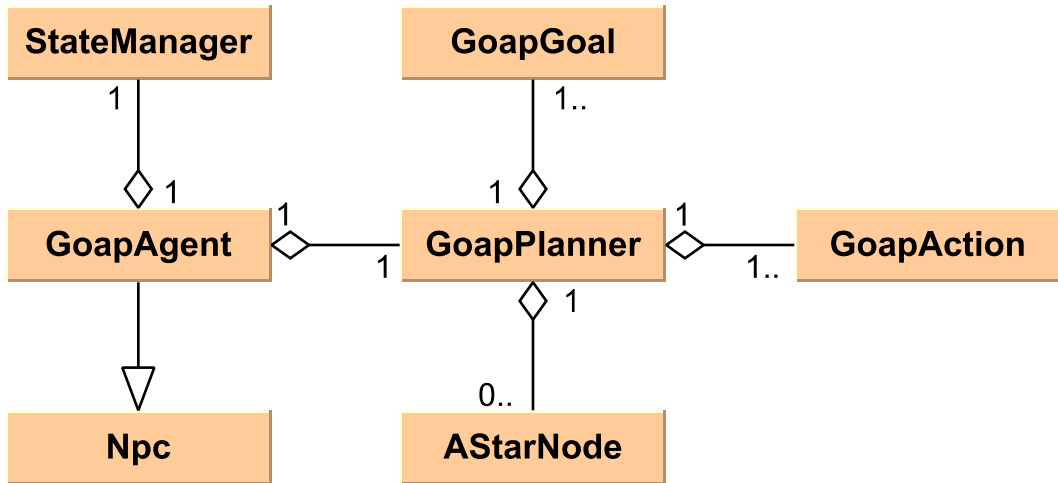 StateManager
GoapGoal
1
1..
1
1
GoapAgent
1
1
GoapPlanner
1
1..
GoapAction
1
0..
Npc
AStarNode